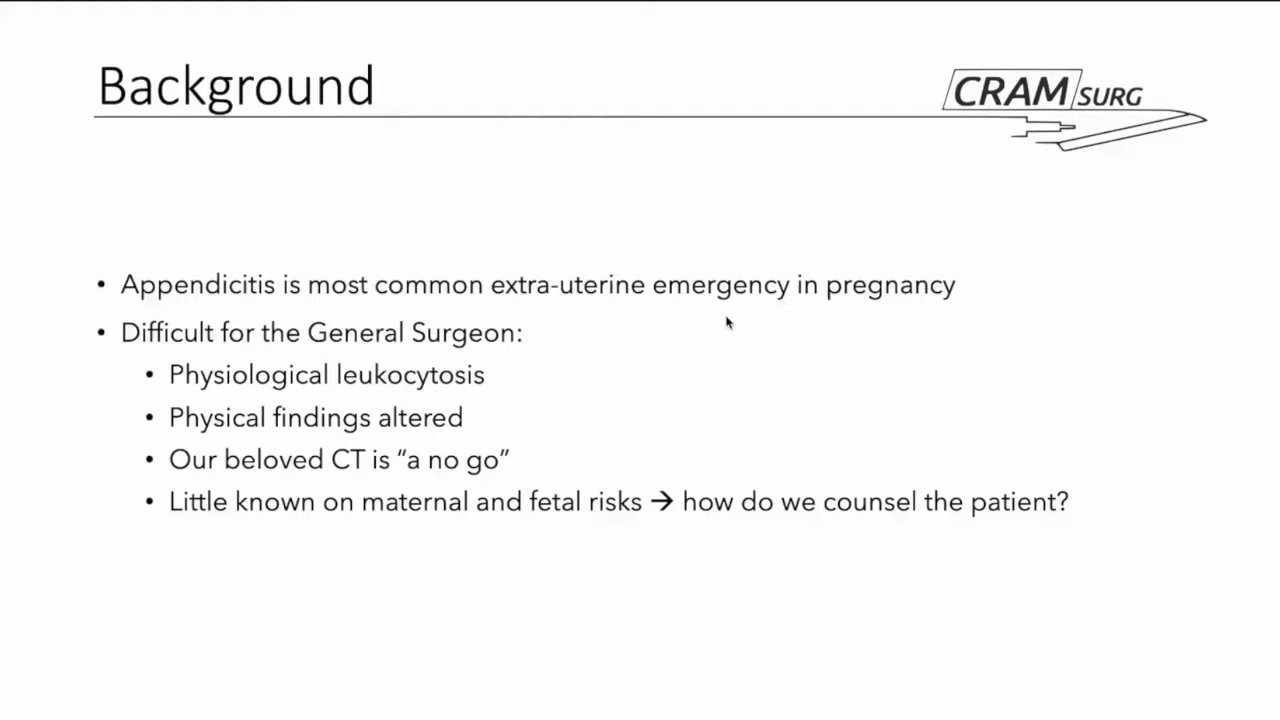 Background
CRAM SURG
• Appendicitis is most common extra-uterine emergency in pregnancy
• Difficult for the General Surgeon:
• Physiological leukocytosis
• Physical findings altered
• Our beloved CT is “a no go”
• Little known on maternal and fetal risks → how do we counsel the patient?